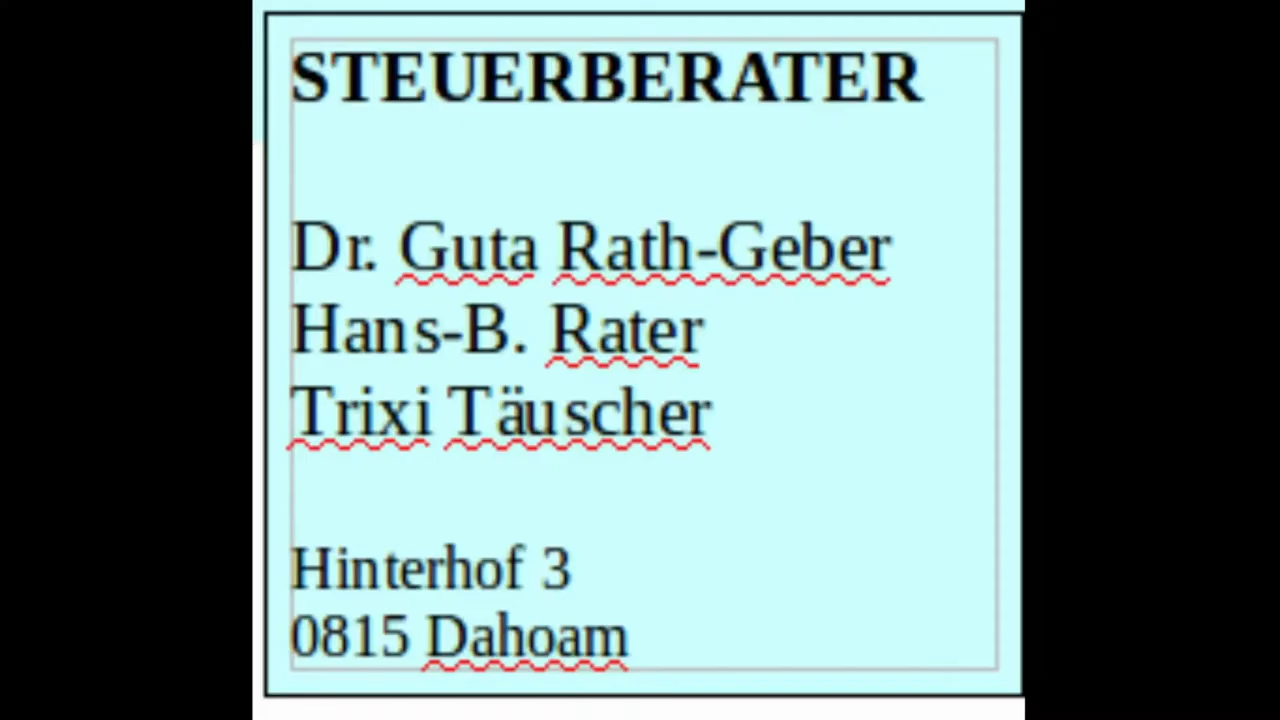 STEUERBERATER
Dr. Guta Rath-Geber
Hans-B. Rater
Trixi Täuscher
Hinterhof 3
0815 Dahoam